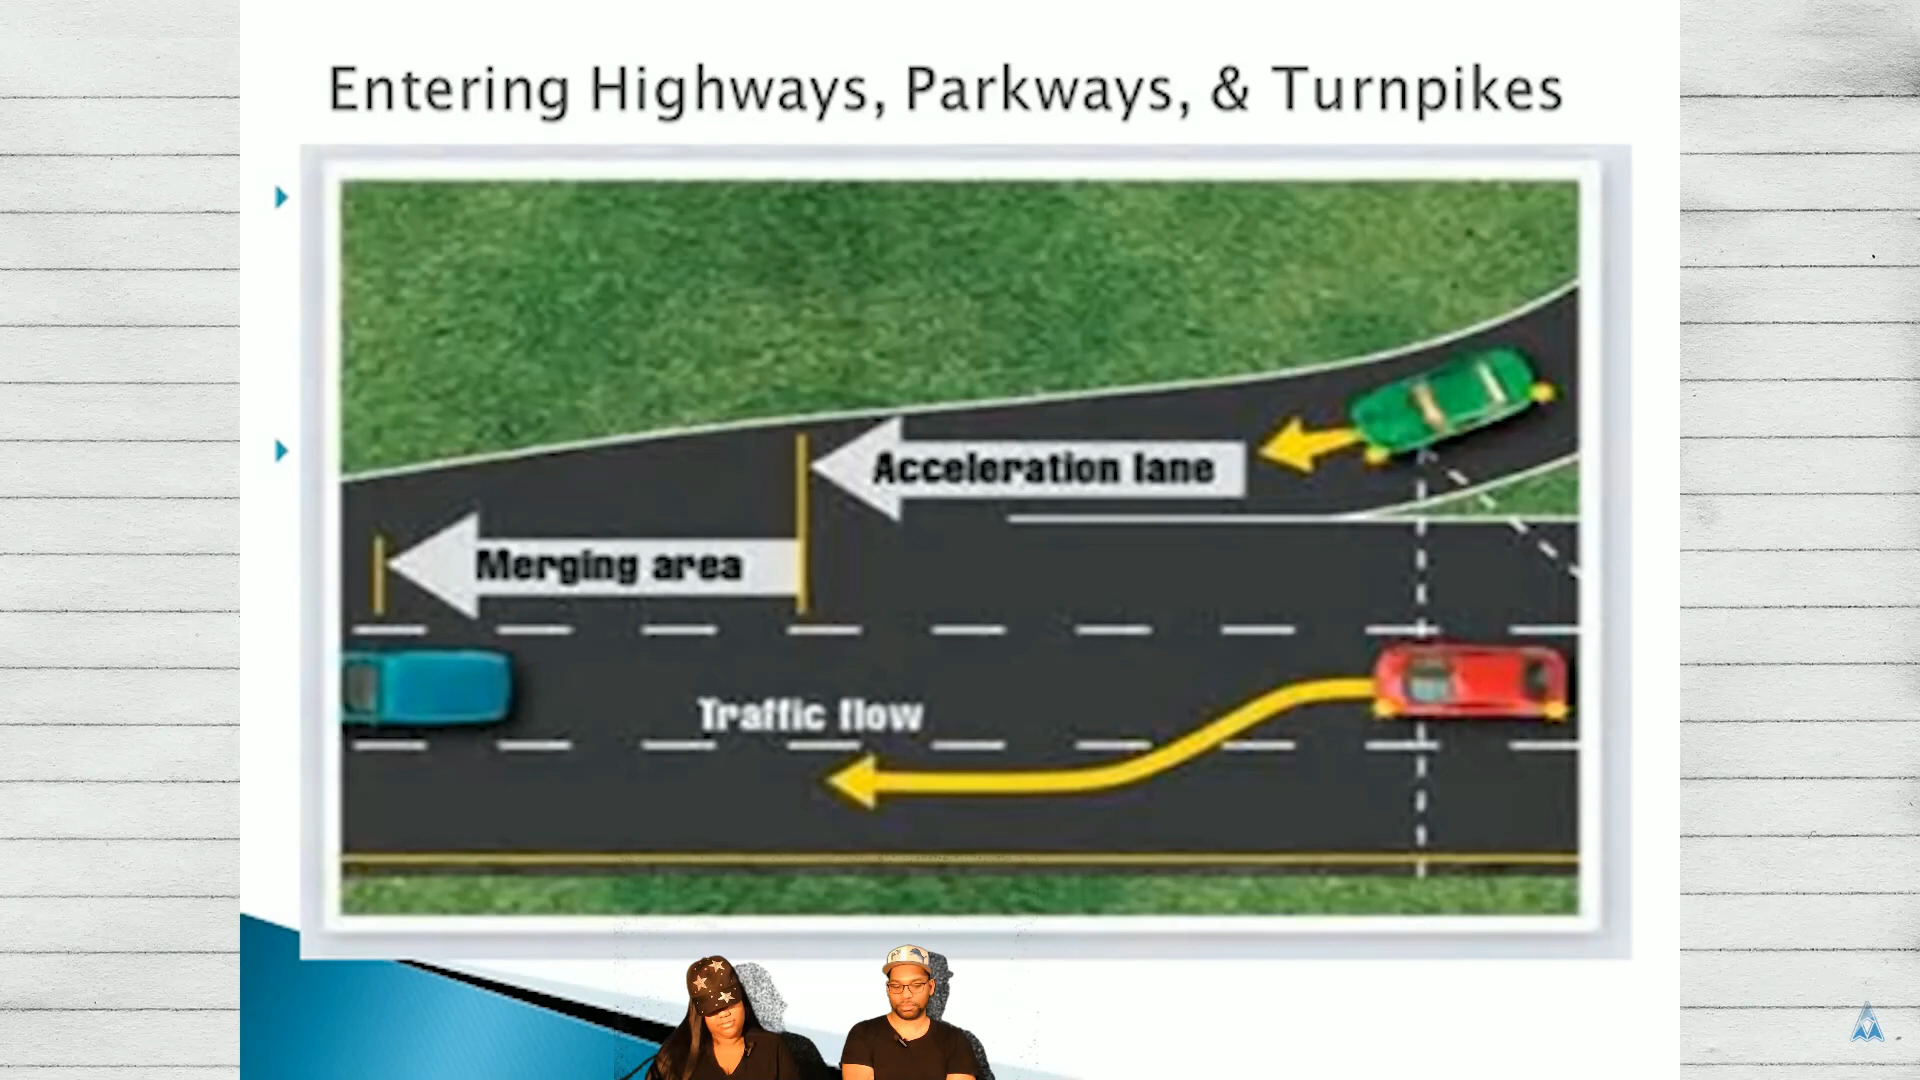 Entering Highways, Parkways, & Turnpikes
Acceleration lane
Merging area
Traffic flow